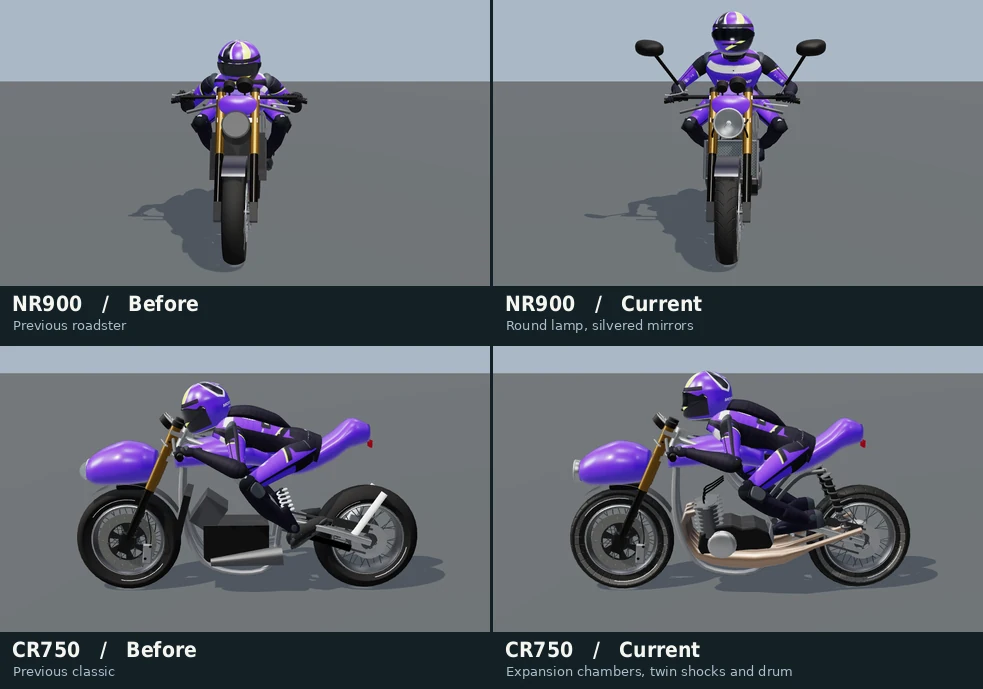 NR900 / Before
Previous roadster
NR900 / Current
Round lamp, silvered mirrors
CR750 / Before
Previous classic
CR750 / Current
Expansion chambers, twin shocks and drum